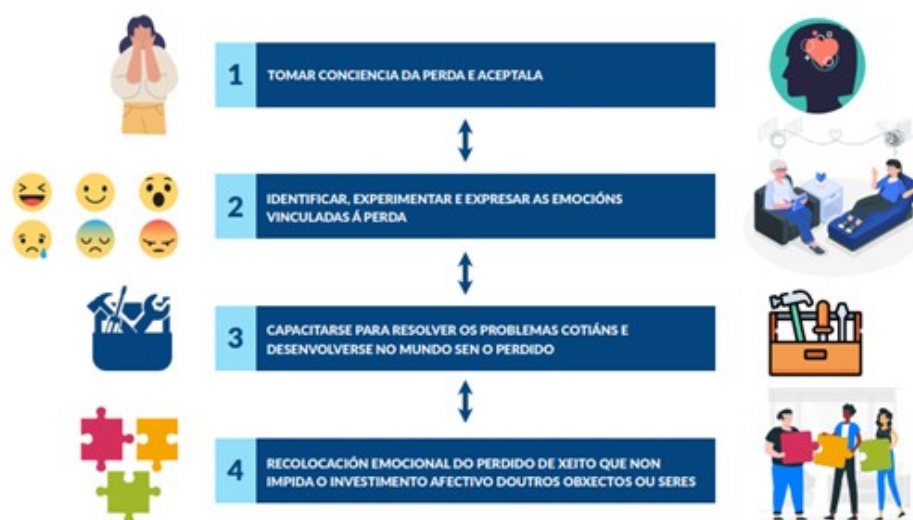 1
TOMAR CONCIENCIA DA PERDA E ACEPTALA
2
IDENTIFICAR, EXPERIMENTAR E EXPRESAR AS EMOCIÓNS
VINCULADAS Á PERDA
3
CAPACITARSE PARA RESOLVER OS PROBLEMAS COTIÁNS E
DESENVOLVERSE NO MUNDO SEN O PERDIDO
4
RECOLOCACIÓN EMOCIONAL DO PERDIDO DE XEITO QUE NON
IMPIDA O INVESTIMENTO AFECTIVO DOUTROS OBXECTOS OU SERES